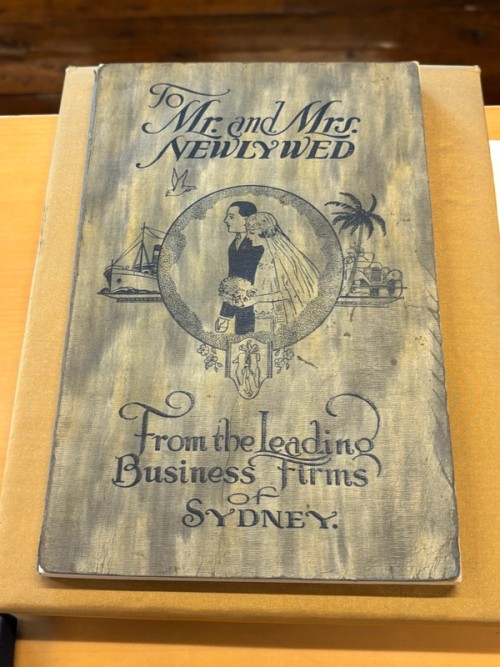 To
Mr. and Mrs.
NEWLYWED
From the Leading
Business Firms
of
SYDNEY.